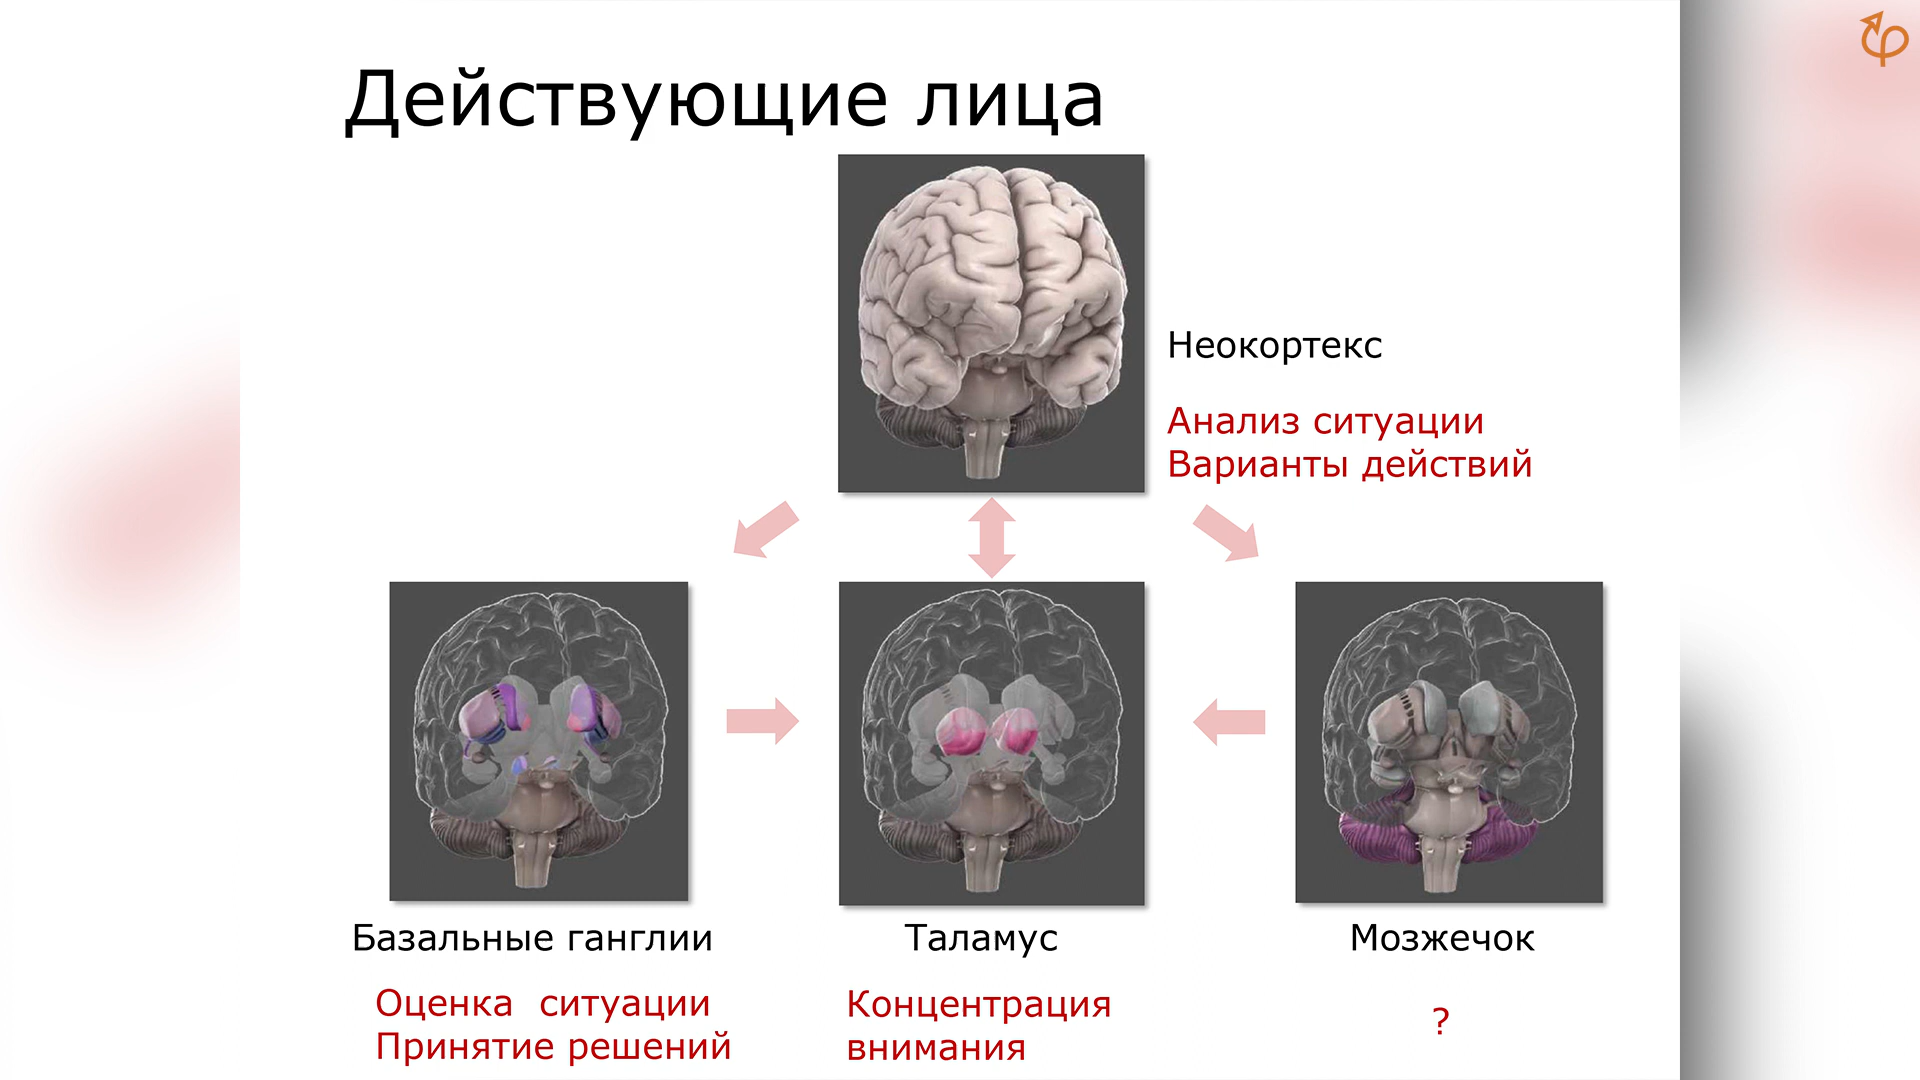 Действующие лица
Неокортекс
Анализ ситуации
Варианты действий
Базальные ганглии
Оценка ситуации
Принятие решений
Таламус
Концентрация
внимания
Мозжечок
?